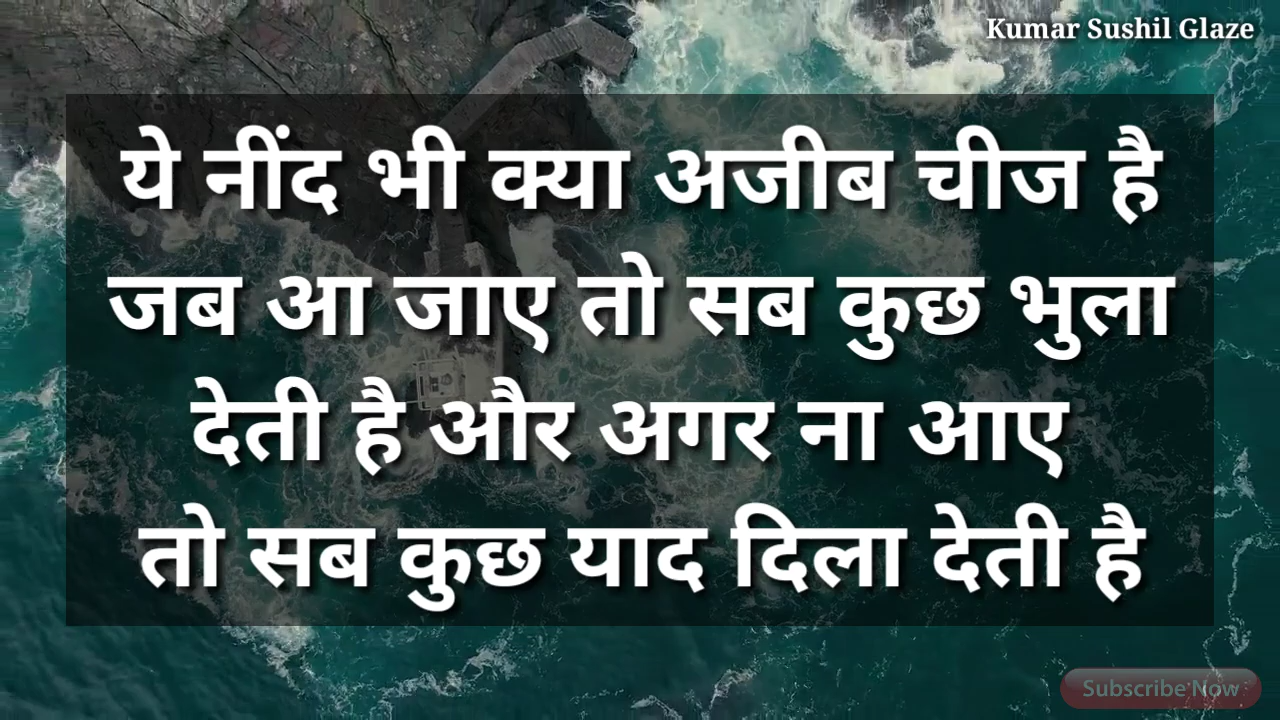 Kumar Sushil Glaze
ये नींद भी क्या अजीब चीज है
जब आ जाए तो सब कुछ भुला
देती है और अगर ना आए
तो सब कुछ याद दिला देती है
Subscribe Now